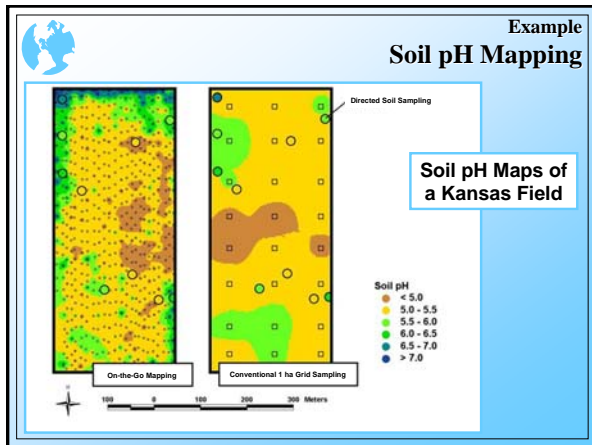 Example
Soil pH Mapping
Directed Soil Sampling
Soil pH Maps of
a Kansas Field
Soil pH
< 5.0
5.0 - 5.5
5.5 - 6.0
6.0 - 6.5
6.5 - 7.0
> 7.0
On-the-Go Mapping
Conventional 1 ha Grid Sampling
100 0 100 200 300 Meters